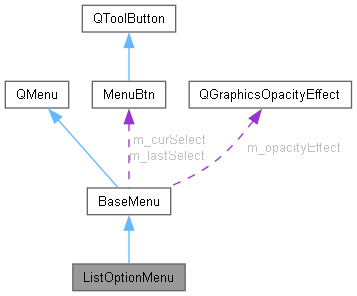 QToolButton
QMenu
MenuBtn
QGraphicsOpacityEffect
m_curSelect
m_lastSelect
m_opacityEffect
BaseMenu
ListOptionMenu